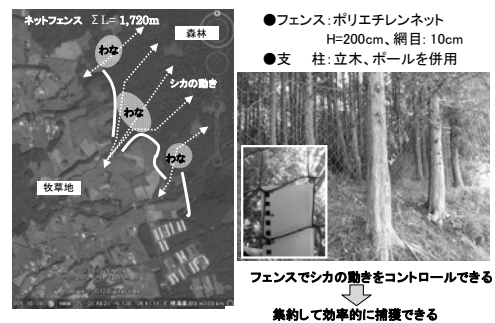 ネットフェンス ΣL= 1,720m
森林
わな
シカの動き
わな
わな
牧草地
●フェンス:ポリエチレンネット
H=200cm、網目: 10cm
●支 柱:立木、ポールを併用
フェンスでシカの動きをコントロールできる
集約して効率的に捕獲できる